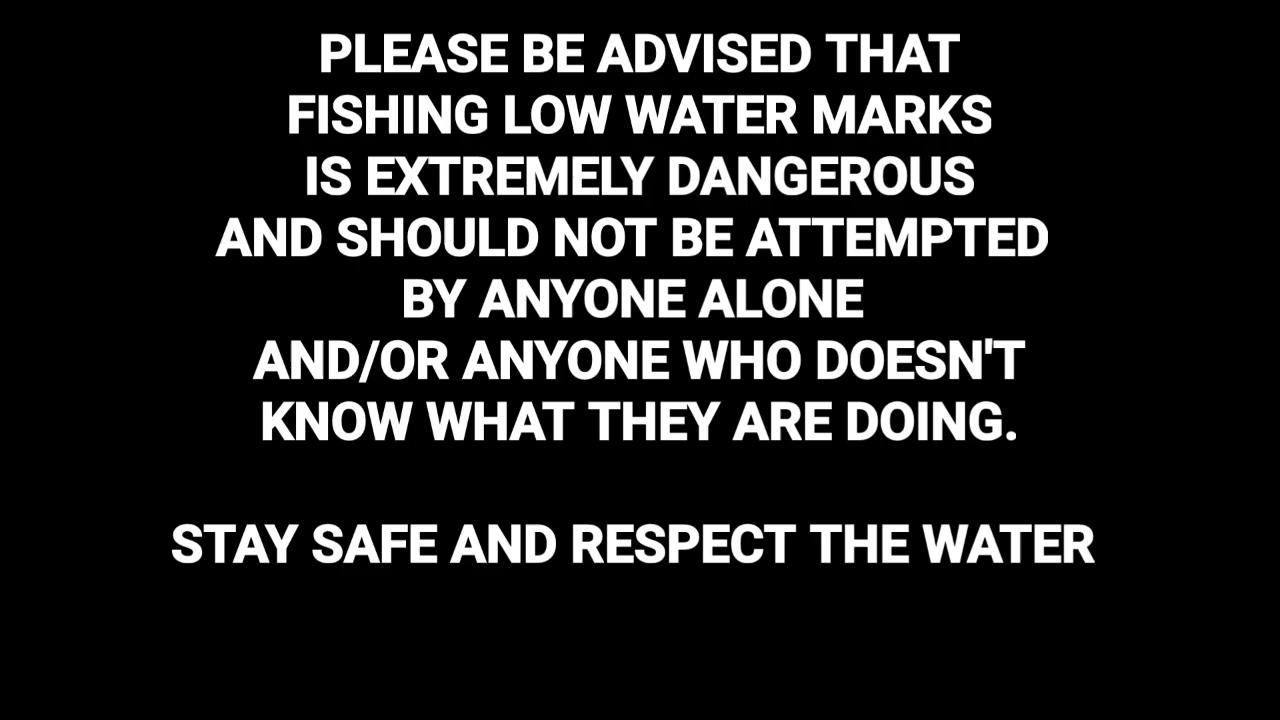 PLEASE BE ADVISED THAT
FISHING LOW WATER MARKS
IS EXTREMELY DANGEROUS
AND SHOULD NOT BE ATTEMPTED
BY ANYONE ALONE
AND/OR ANYONE WHO DOESN'T
KNOW WHAT THEY ARE DOING.
STAY SAFE AND RESPECT THE WATER